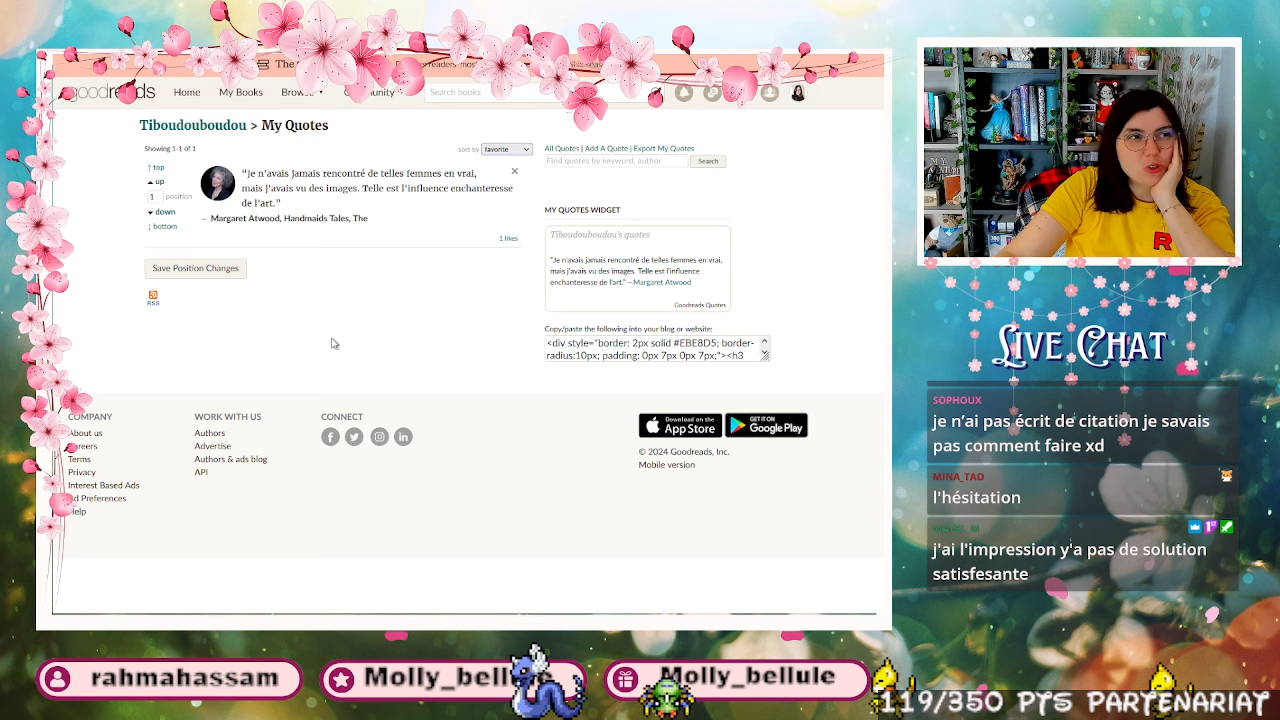 The
readers' most
goodreads
Home
My Books
Search books
Tiboudouboudou > My Quotes
Showing 1-1 of 1
sort by favorite
↑ top
up
1 position
down
↓ bottom
“Je n'avais jamais rencontré de telles femmes en vrai,
mais j'avais vu des images. Telle est l'influence enchanteresse
de l'art.”
― Margaret Atwood, Handmaids Tales, The
1 likes
Save Position Changes
RSS
All Quotes | Add A Quote | Export My Quotes
Find quotes by keyword, author
Search
MY QUOTES WIDGET
Tiboudouboudou's quotes
"Je n'avais jamais rencontré de telles femmes en vrai,
mais j'avais vu des images. Telle est l'influence
enchanteresse de l'art." —Margaret Atwood
Goodreads Quotes
Copy/paste the following into your blog or website:
<div style="border: 2px solid #EBE8D5; border-
radius:10px; padding: 0px 7px 0px 7px;"><h3
COMPANY
About us
Careers
Terms
Privacy
Interest Based Ads
Ad Preferences
Help
WORK WITH US
Authors
Advertise
Authors & ads blog
API
CONNECT
Download on the
App Store
GET IT ON
Google Play
© 2024 Goodreads, Inc.
Mobile version
R
LIVE CHAT
SOPHOUX
je n'ai pas écrit de citation je savais
pas comment faire xd
MINA_TAO
l'hésitation
j'ai l'impression y'a pas de solution
satisfesante
rahmahassam
Molly_bell
Molly_bellule
119/350 PTS PARTENARIAT